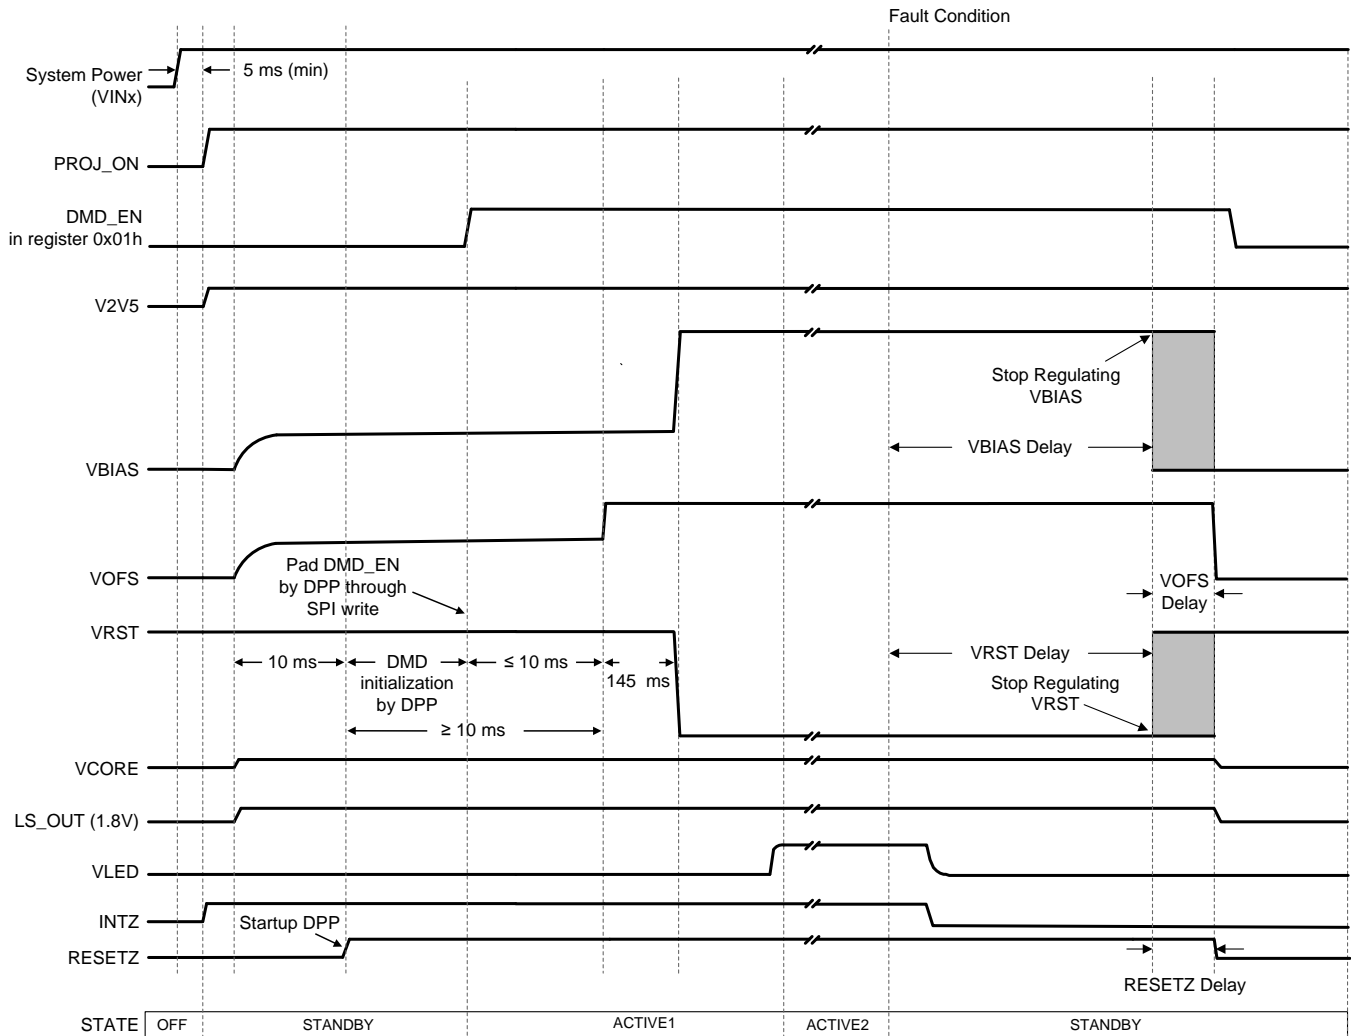 Fault Condition
System Power
(VINx)
5 ms (min)
PROJ_ON
DMD_EN
in register 0x01h
V2V5
Stop Regulating
VBIAS
VBIAS Delay
VBIAS
Pad DMD_EN
by DPP through
SPI write
VOFS
VOFS
Delay
VRST
10 ms
DMD
initialization
by DPP
≤ 10 ms
145 ms
≥ 10 ms
VRST Delay
Stop Regulating
VRST
VCORE
LS_OUT (1.8V)
VLED
INTZ
Startup DPP
RESETZ
RESETZ Delay
STATE OFF STANDBY ACTIVE1 ACTIVE2 STANDBY